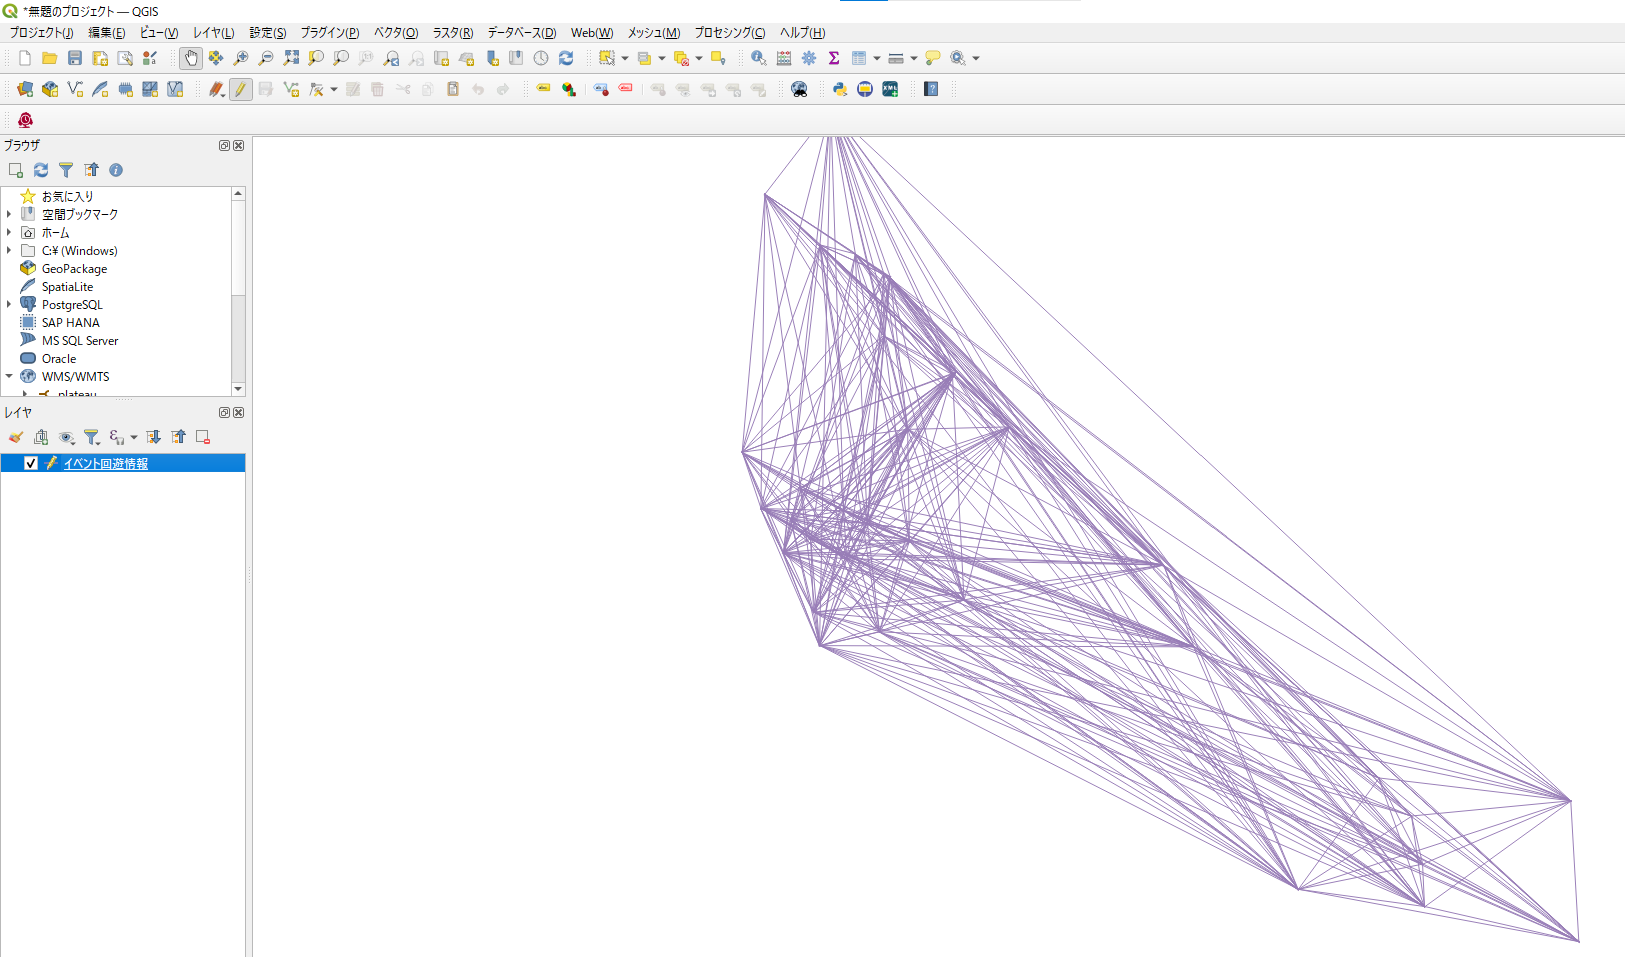 *無題のプロジェクト — QGIS
プロジェクト(J) 編集(E) ビュー(V) レイヤ(L) 設定(S) プラグイン(P) ベクタ(O) ラスタ(R) データベース(D) Web(W) メッシュ(M) プロセシング(C) ヘルプ(H)
ブラウザ
お気に入り
空間ブックマーク
ホーム
C:¥ (Windows)
GeoPackage
SpatiaLite
PostgreSQL
SAP HANA
MS SQL Server
Oracle
WMS/WMTS
plateau
レイヤ
イベント回遊情報